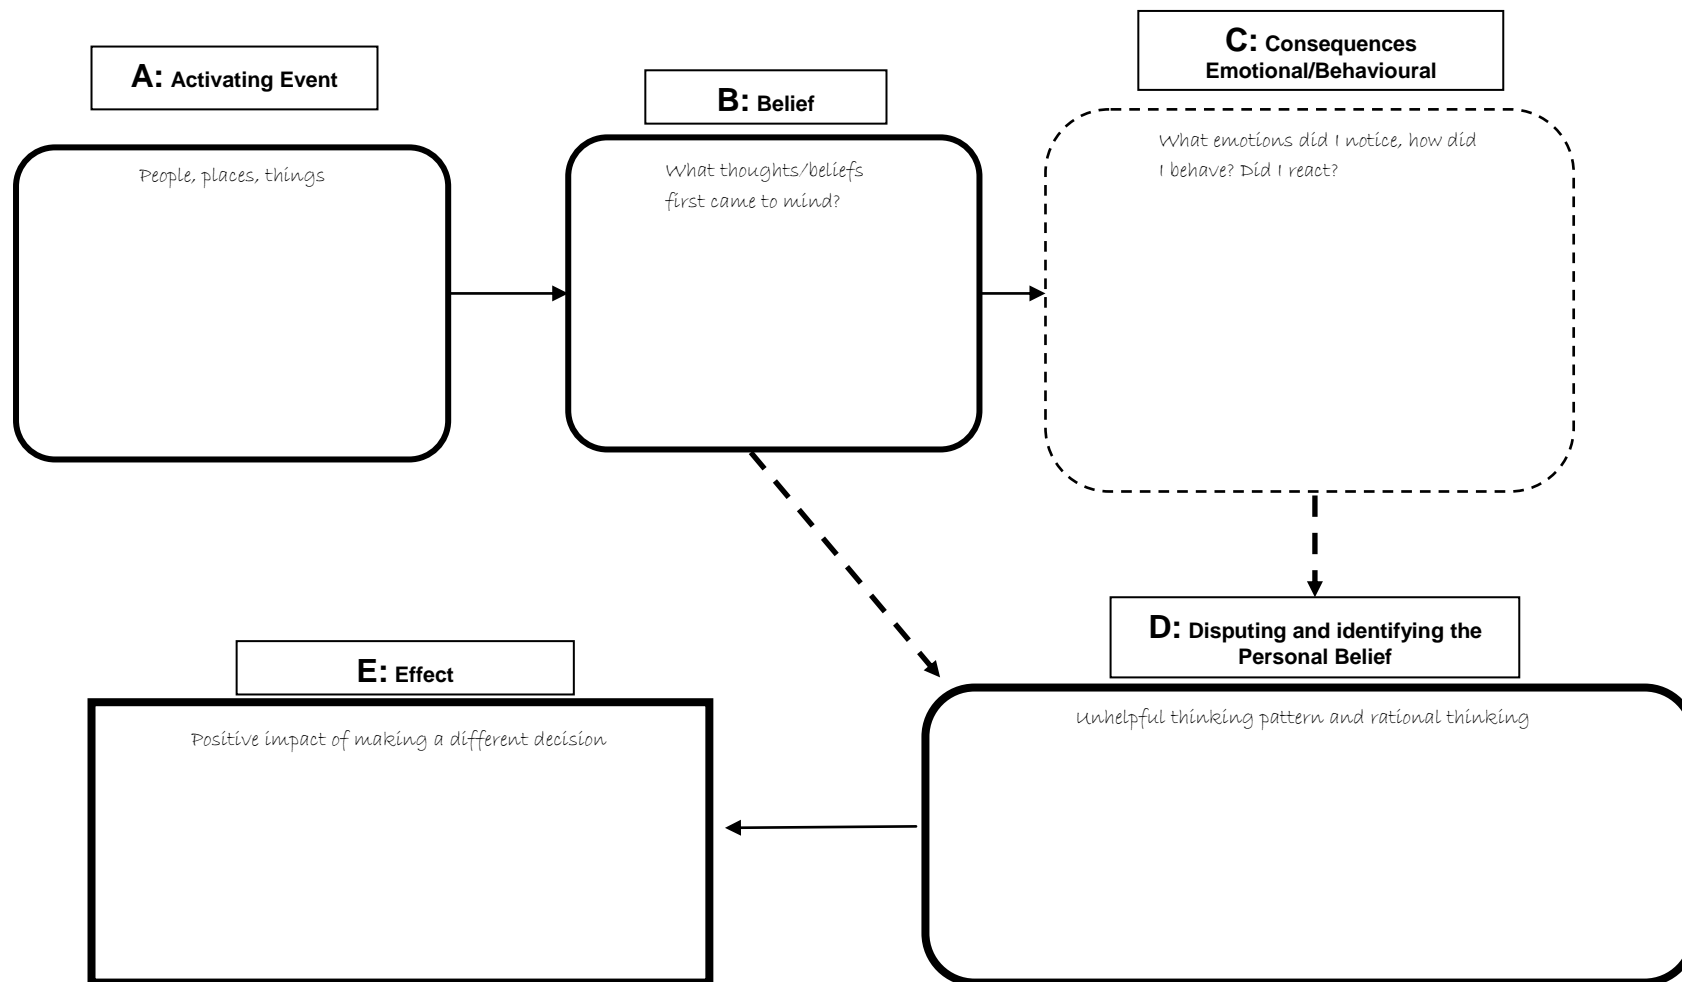 A: Activating Event
People, places, things
B: Belief
What thoughts/beliefs
first came to mind?
C: Consequences
Emotional/Behavioural
What emotions did I notice, how did
I behave? Did I react?
D: Disputing and identifying the
Personal Belief
Unhelpful thinking pattern and rational thinking
E: Effect
Positive impact of making a different decision